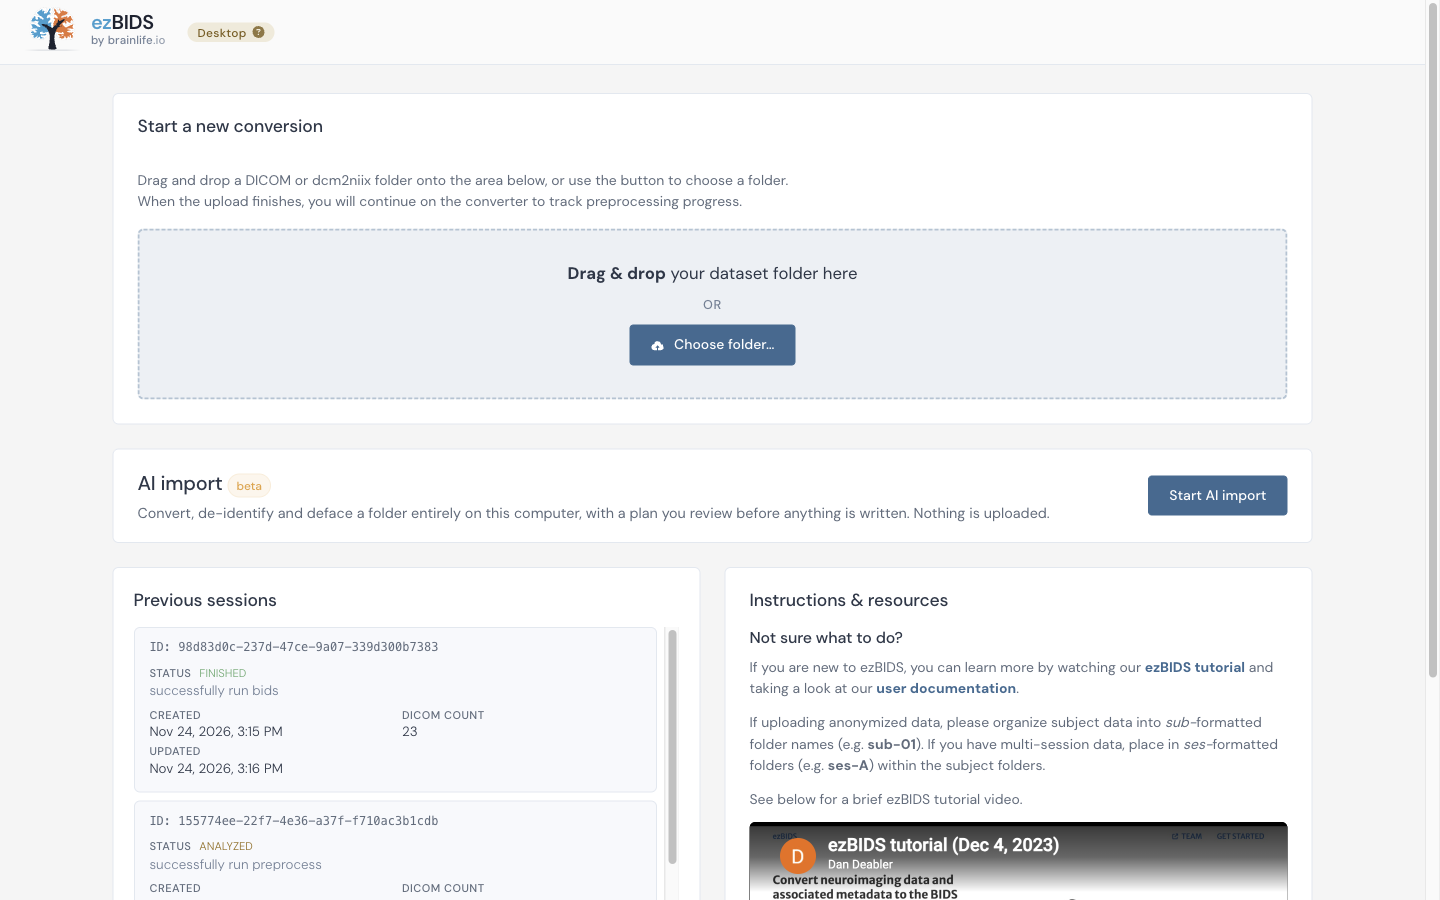 ezBIDS
by brainlife.io
Desktop ?
Start a new conversion
Drag and drop a DICOM or dcm2niix folder onto the area below, or use the button to choose a folder.
When the upload finishes, you will continue on the converter to track preprocessing progress.
Drag & drop your dataset folder here
OR
Choose folder...
AI import beta
Convert, de-identify and deface a folder entirely on this computer, with a plan you review before anything is written. Nothing is uploaded.
Start AI import
Previous sessions
ID: 98d83d0c-237d-47ce-9a07-339d300b7383
STATUS FINISHED
successfully run bids
CREATED
Nov 24, 2026, 3:15 PM
DICOM COUNT
23
UPDATED
Nov 24, 2026, 3:16 PM
ID: 155774ee-22f7-4e36-a37f-f710ac3b1cdb
STATUS ANALYZED
successfully run preprocess
CREATED
DICOM COUNT
Instructions & resources
Not sure what to do?
If you are new to ezBIDS, you can learn more by watching our ezBIDS tutorial and
taking a look at our user documentation.
If uploading anonymized data, please organize subject data into sub-formatted
folder names (e.g. sub-01). If you have multi-session data, place in ses-formatted
folders (e.g. ses-A) within the subject folders.
See below for a brief ezBIDS tutorial video.
ezBIDS
TEAM
GET STARTED
D
ezBIDS tutorial (Dec 4, 2023)
Dan Deabler
Convert neuroimaging data and
associated metadata to the BIDS